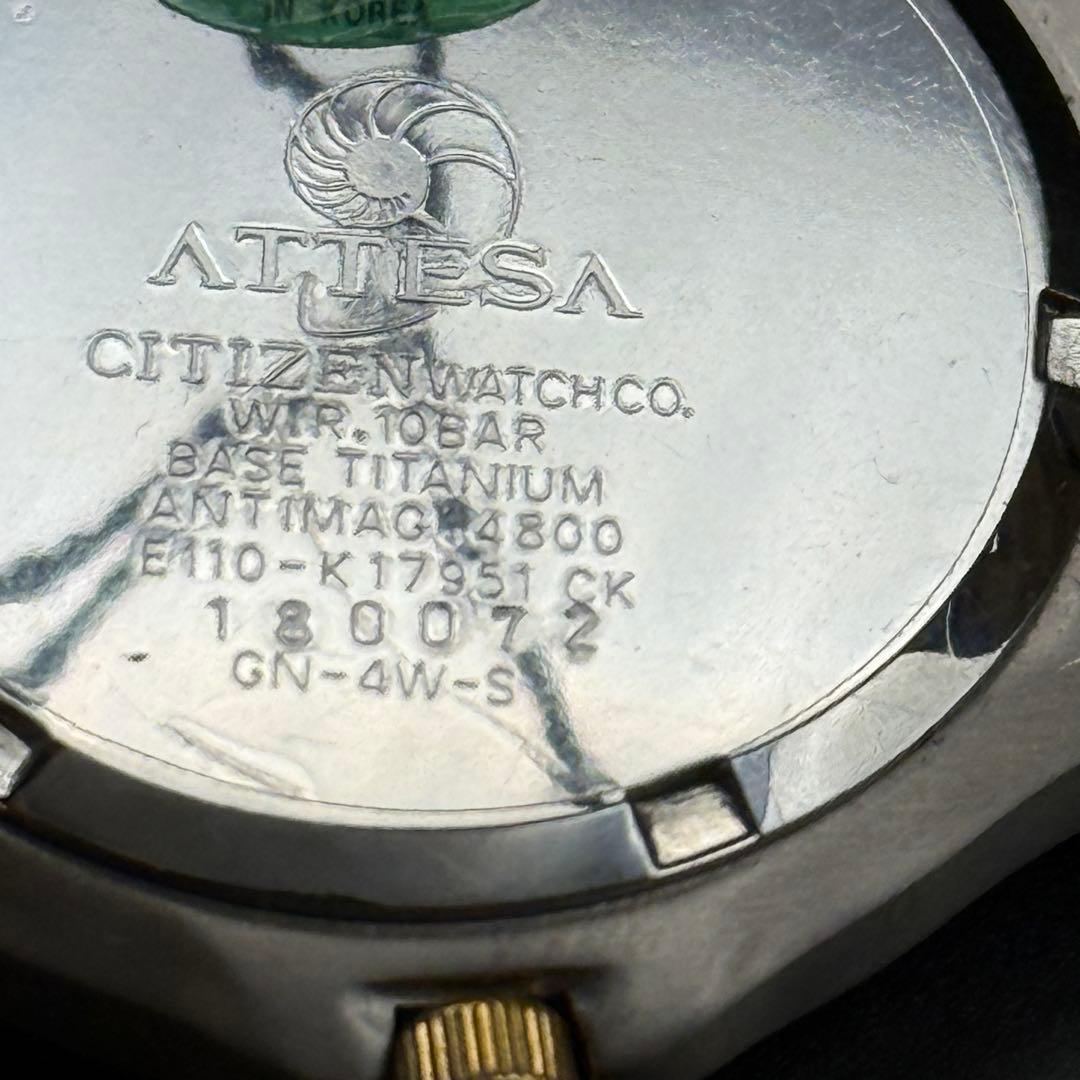 IN KOREA
ATTESA
CITIZEN WATCH CO.
W.R.10BAR
BASE TITANIUM
ANTIMAG.4800
E110-K17951 CK
180072
GN-4W-S